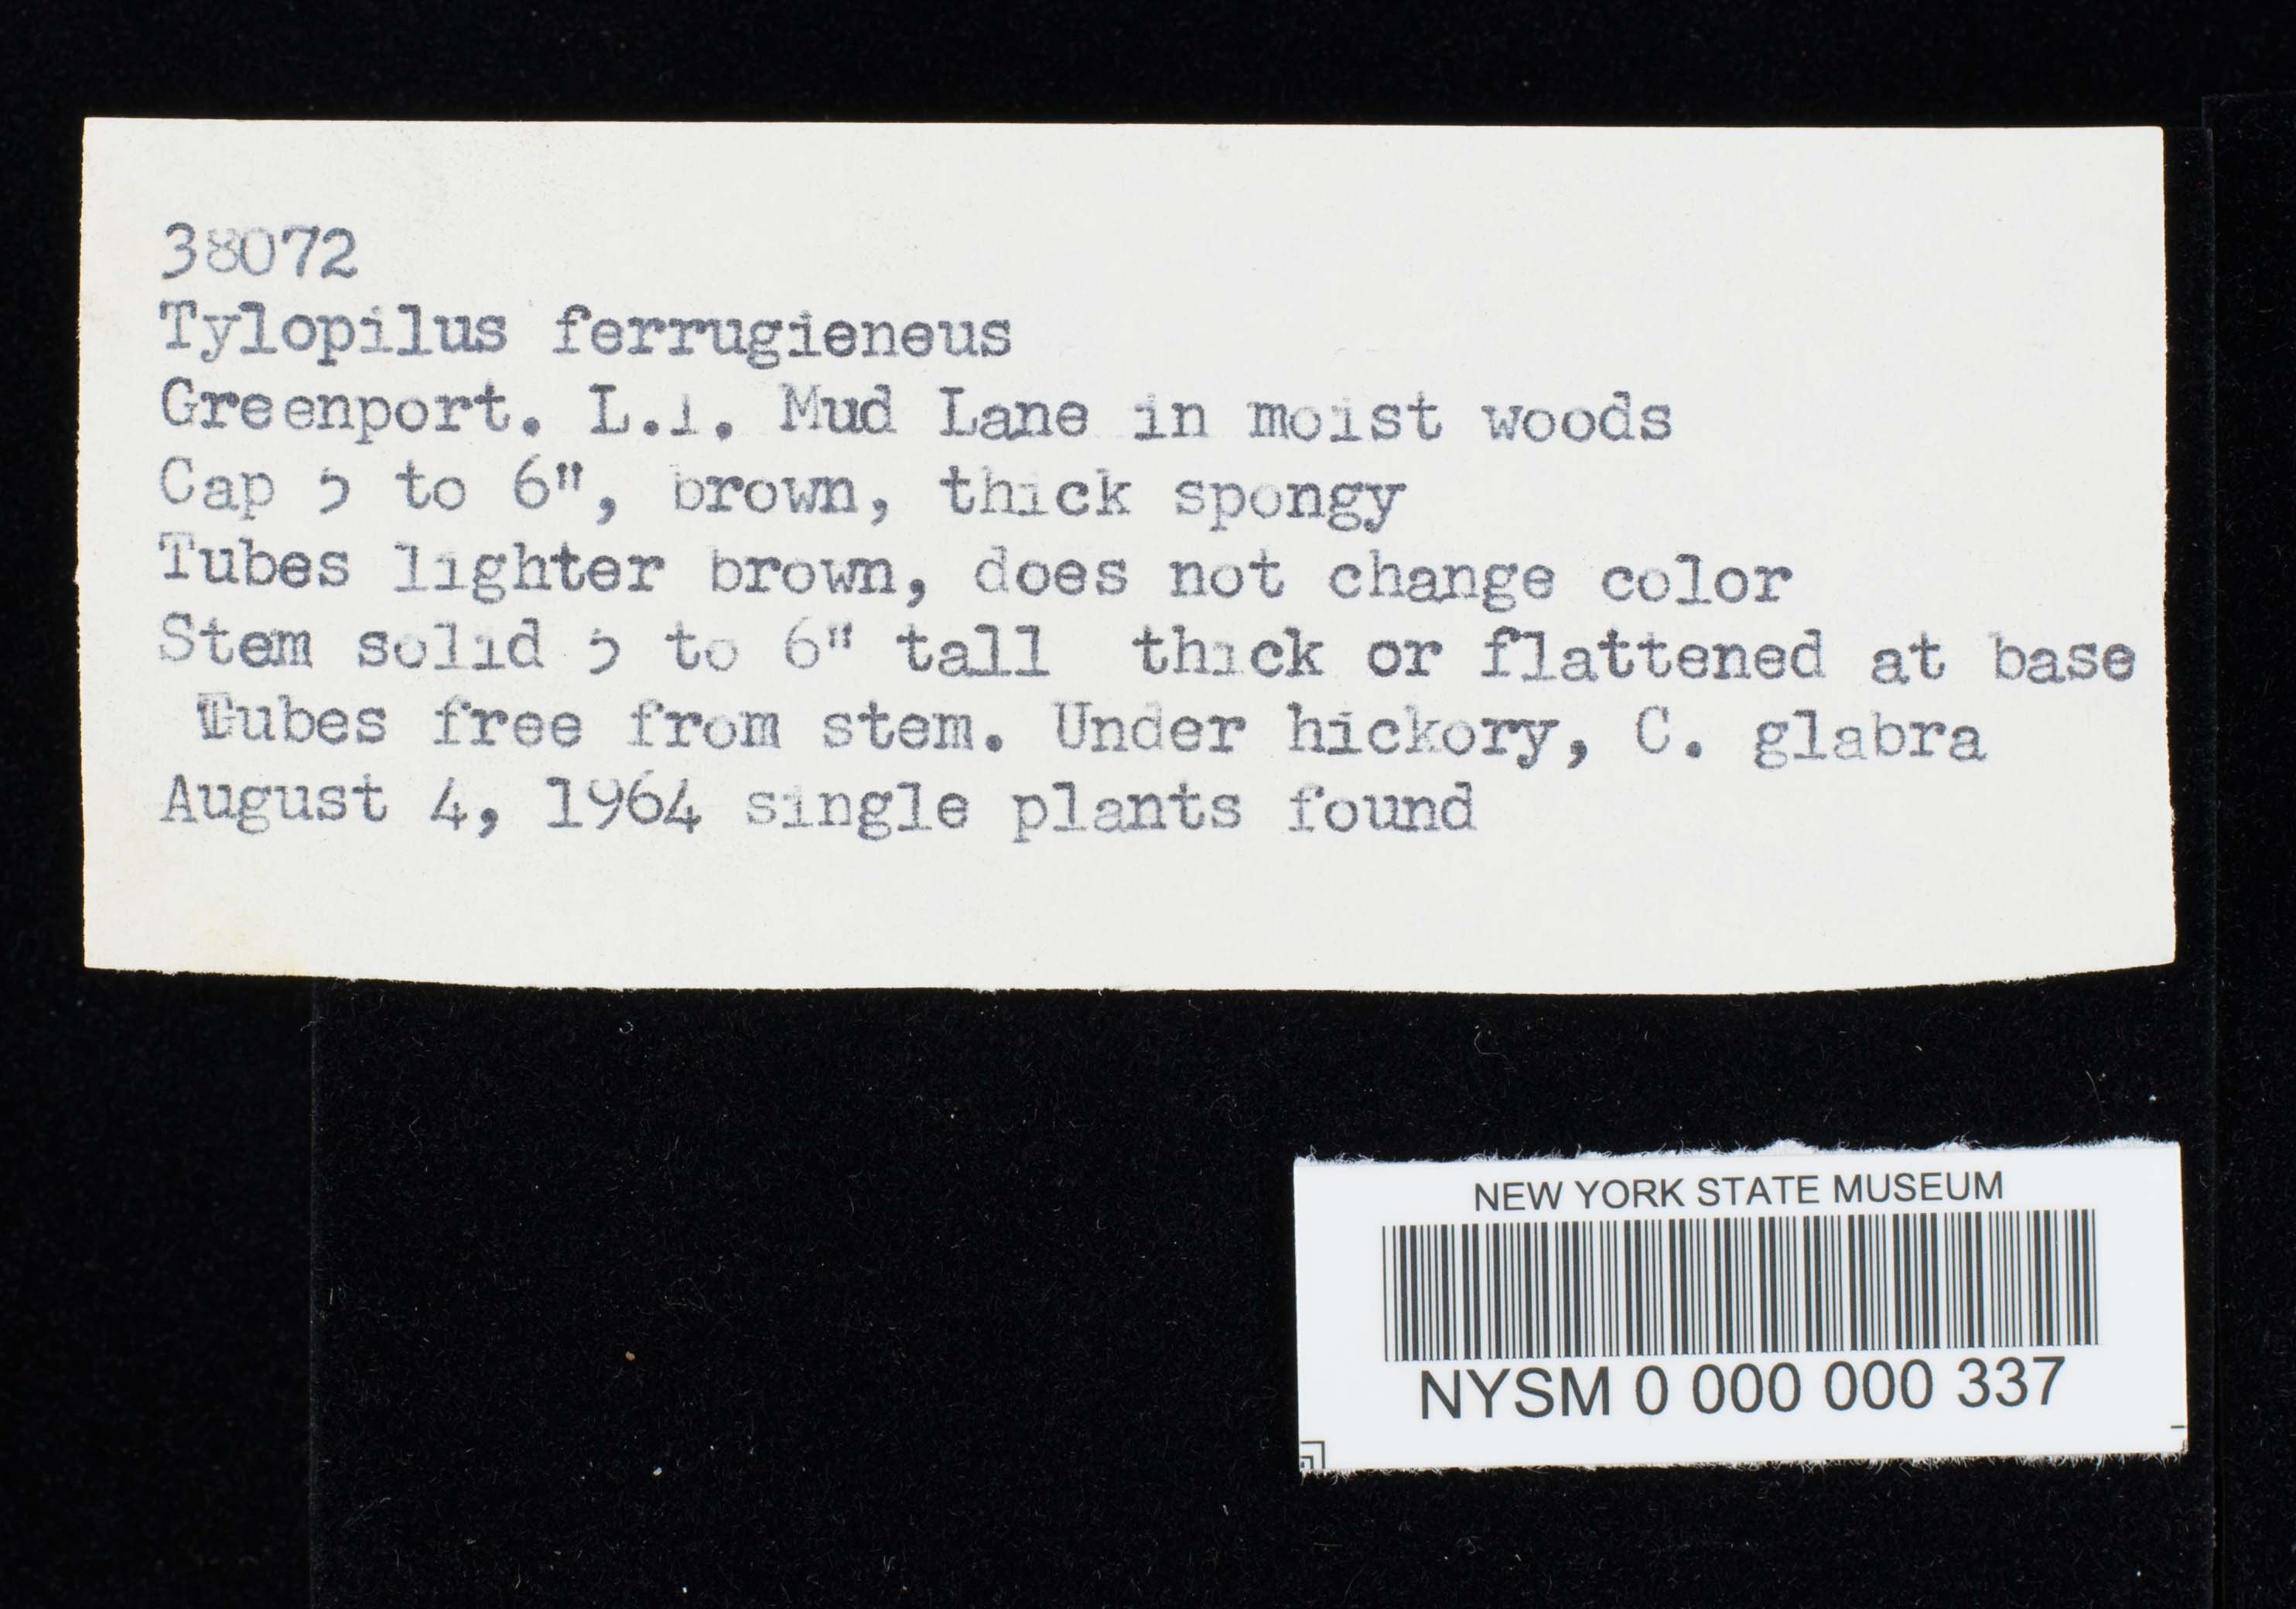 38072
Tylopilus ferrugieneus
Greenport. L.I. Mud Lane in moist woods
Cap 5 to 6", brown, thick spongy
Tubes lighter brown, does not change color
Stem solid 5 to 6" tall thick or flattened at base
Tubes free from stem. Under hickory, C. glabra
August 4, 1964 single plants found
NEW YORK STATE MUSEUM
NYSM 0 000 000 337